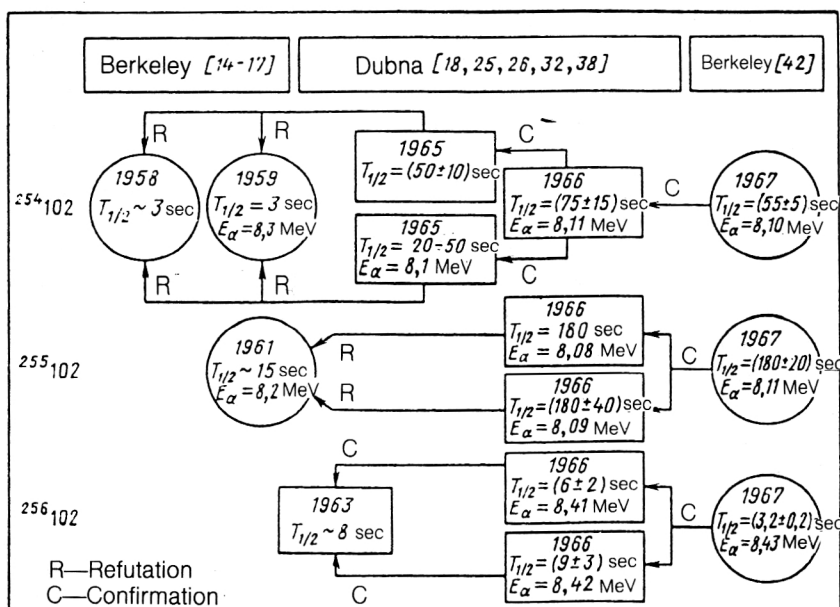 Berkeley [14-17]
Dubna [18, 25, 26, 32, 38]
Berkeley [42]
²⁵⁴102
1958
T1/2 ~ 3 sec
1959
T1/2 = 3 sec
Eα = 8,3 MeV
R
R
R
R
1965
T1/2 = (50±10) sec
1965
T1/2 = 20-50 sec
Eα = 8,1 MeV
C
C
1966
T1/2 = (75±15) sec
Eα = 8,11 MeV
C
1967
T1/2 = (55±5) sec
Eα = 8,10 MeV
²⁵⁵102
1961
T1/2 ~ 15 sec
Eα = 8,2 MeV
R
R
1966
T1/2 = 180 sec
Eα = 8,08 MeV
1966
T1/2 = (180±40) sec
Eα = 8,09 MeV
C
1967
T1/2 = (180±20) sec
Eα = 8,11 MeV
²⁵⁶102
1963
T1/2 ~ 8 sec
C
C
1966
T1/2 = (6±2) sec
Eα = 8,41 MeV
1966
T1/2 = (9±3) sec
Eα = 8,42 MeV
C
1967
T1/2 = (3,2±0,2) sec
Eα = 8,43 MeV
R—Refutation
C—Confirmation